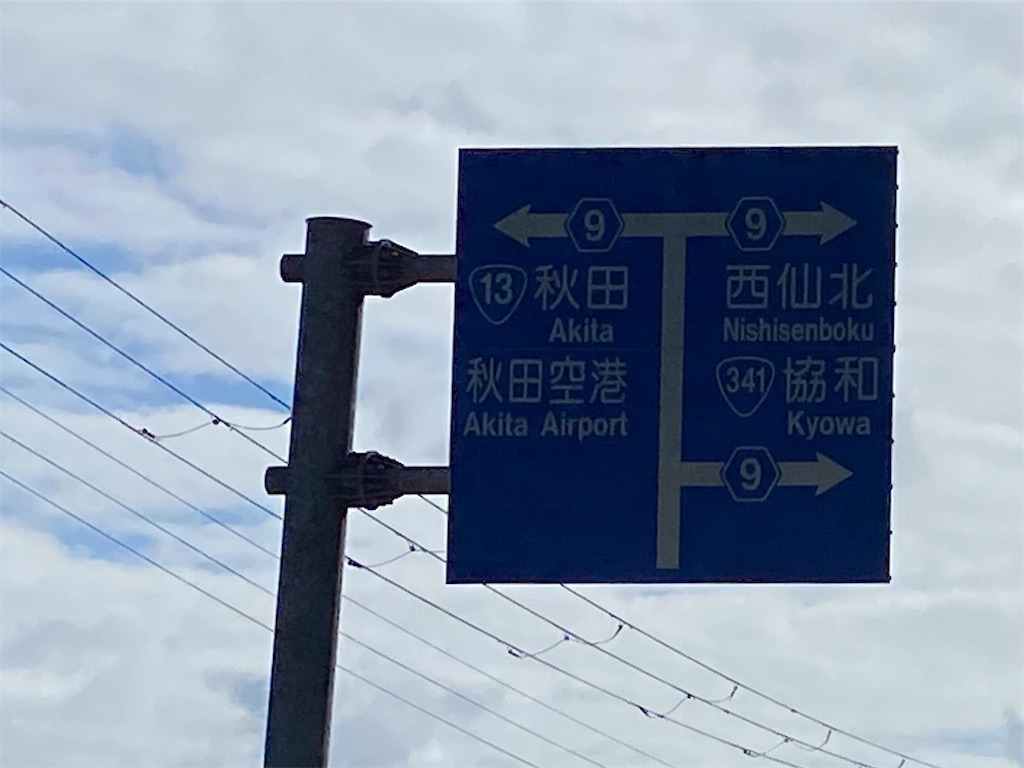 9
9
13 秋田
Akita
秋田空港
Akita Airport
西仙北
Nishisenboku
341 協和
Kyowa
9